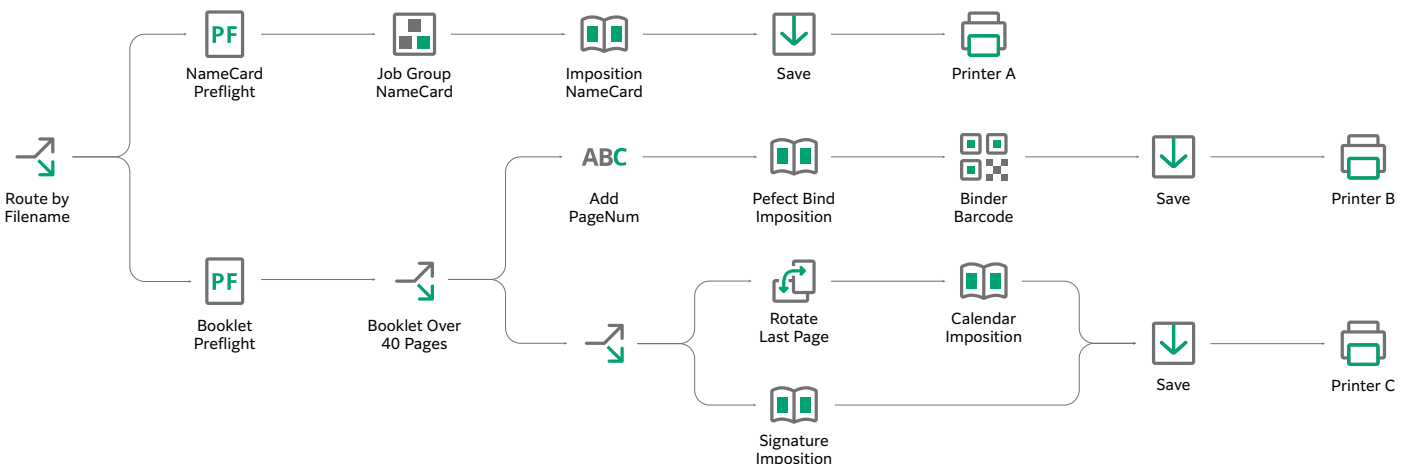 PF
NameCard
Preflight
Job Group
NameCard
Imposition
NameCard
Save
Printer A
Route by
Filename
ABC
Add
PageNum
Pefect Bind
Imposition
Binder
Barcode
Save
Printer B
PF
Booklet
Preflight
Booklet Over
40 Pages
Rotate
Last Page
Calendar
Imposition
Signature
Imposition
Save
Printer C